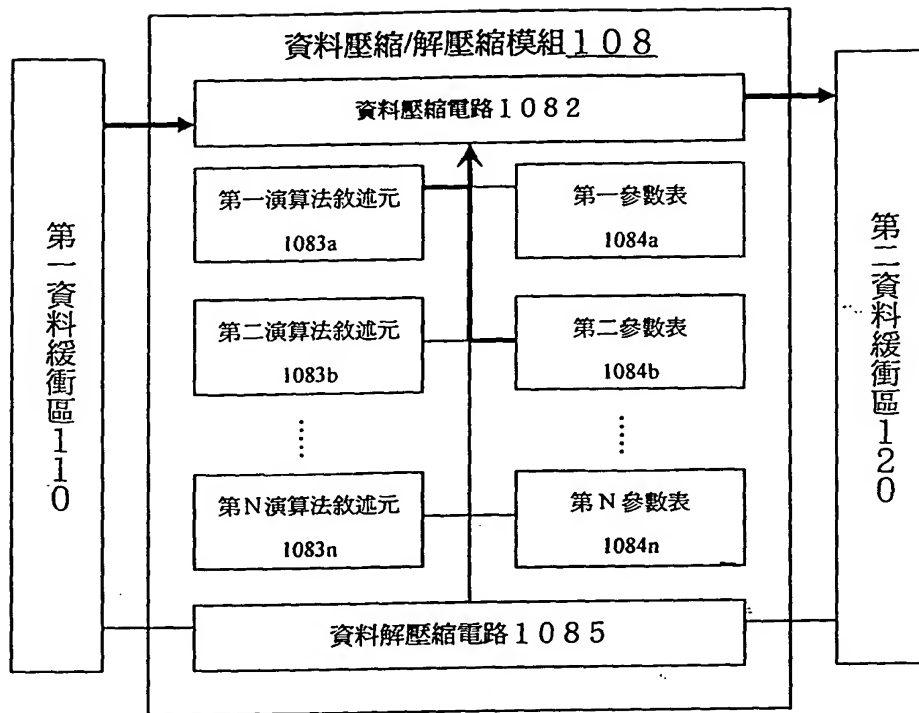 資料壓縮/解壓縮模組108
資料壓縮電路1082
第一演算法敘述元
1083a
第一參數表
1084a
第二演算法敘述元
1083b
第二參數表
1084b
第N演算法敘述元
1083n
第N參數表
1084n
資料解壓縮電路1085
第一資料緩衝區110
第二資料緩衝區120